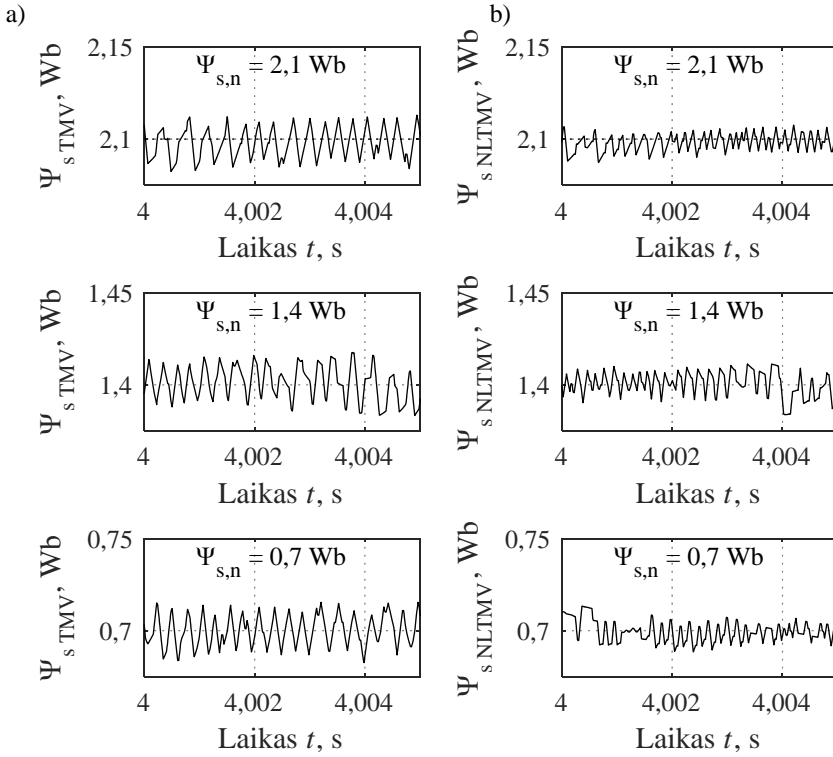 a)
Ψs TMV, Wb
2,15
2,1
Ψs,n = 2,1 Wb
4
4,002
4,004
Laikas t, s
b)
Ψs NLTMV, Wb
2,15
2,1
Ψs,n = 2,1 Wb
4
4,002
4,004
Laikas t, s
Ψs TMV, Wb
1,45
1,4
Ψs,n = 1,4 Wb
4
4,002
4,004
Laikas t, s
Ψs NLTMV, Wb
1,45
1,4
Ψs,n = 1,4 Wb
4
4,002
4,004
Laikas t, s
Ψs TMV, Wb
0,75
0,7
Ψs,n = 0,7 Wb
4
4,002
4,004
Laikas t, s
Ψs NLTMV, Wb
0,75
0,7
Ψs,n = 0,7 Wb
4
4,002
4,004
Laikas t, s